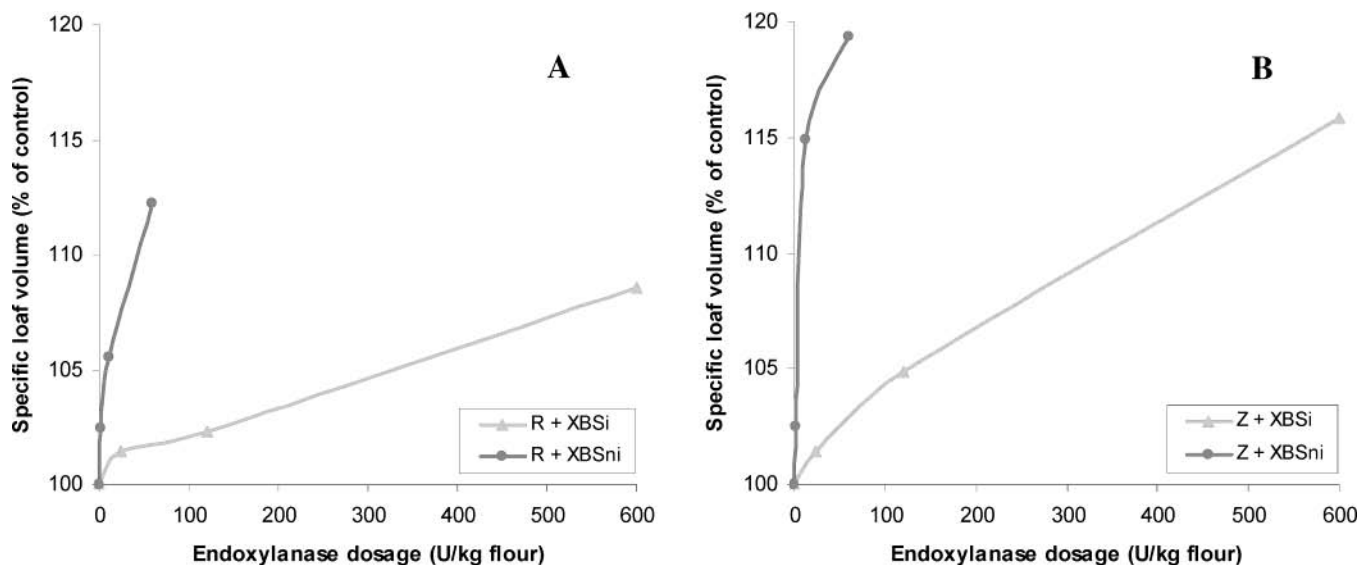 A
Specific loaf volume (% of control)
120
115
110
105
100
0 100 200 300 400 500 600
Endoxylanase dosage (U/kg flour)
R + XBSi
R + XBSni
B
Specific loaf volume (% of control)
120
115
110
105
100
0 100 200 300 400 500 600
Endoxylanase dosage (U/kg flour)
Z + XBSi
Z + XBSni